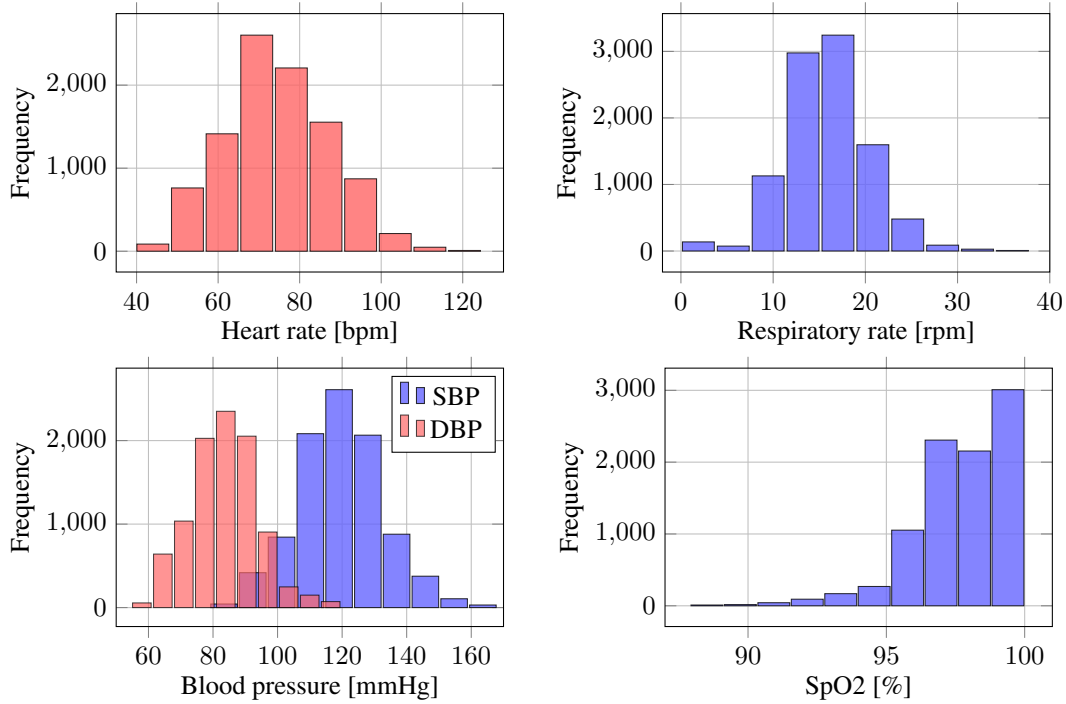 2,000
1,000
0
Frequency
40 60 80 100 120
Heart rate [bpm]
3,000
2,000
1,000
0
Frequency
0 10 20 30 40
Respiratory rate [rpm]
2,000
1,000
0
Frequency
SBP
DBP
60 80 100 120 140 160
Blood pressure [mmHg]
3,000
2,000
1,000
0
Frequency
90 95 100
SpO2 [%]